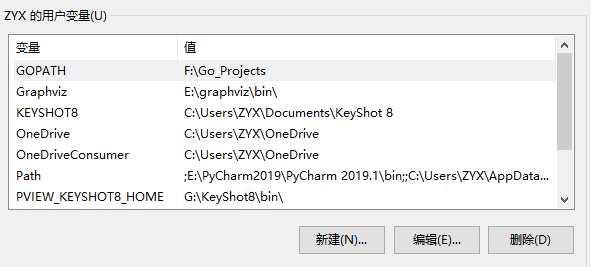 ZYX 的用户变量(U)
变量 值
GOPATH F:\Go_Projects
Graphviz E:\graphviz\bin\
KEYSHOT8 C:\Users\ZYX\Documents\KeyShot 8
OneDrive C:\Users\ZYX\OneDrive
OneDriveConsumer C:\Users\ZYX\OneDrive
Path ;E:\PyCharm2019\PyCharm 2019.1\bin;;C:\Users\ZYX\AppData...
PVIEW_KEYSHOT8_HOME G:\KeyShot8\bin\
新建(N)... 编辑(E)... 删除(D)